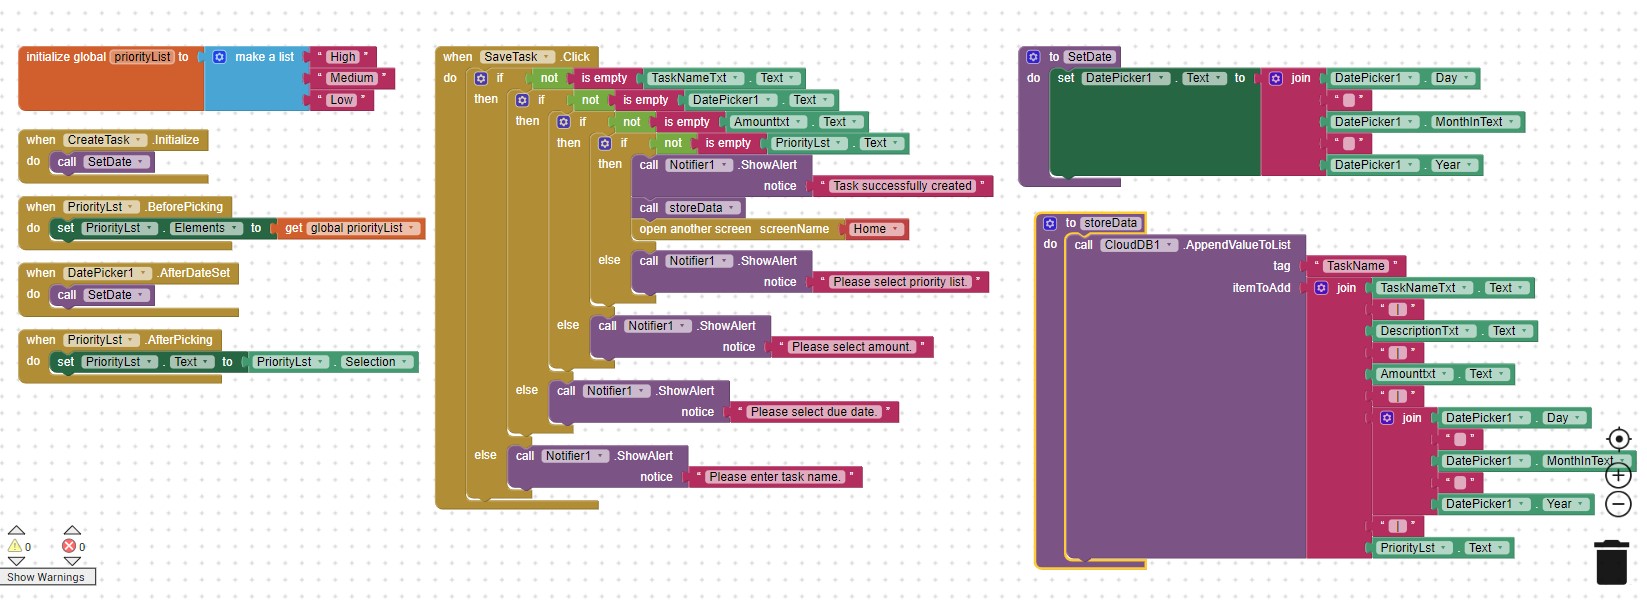 initialize global priorityList to make a list " High "
" Medium "
" Low "
when CreateTask .Initialize
do call SetDate
when PriorityLst .BeforePicking
do set PriorityLst . Elements to get global priorityList
when DatePicker1 .AfterDateSet
do call SetDate
when PriorityLst .AfterPicking
do set PriorityLst . Text to PriorityLst . Selection
when SaveTask .Click
do if not is empty TaskNameTxt . Text
then if not is empty DatePicker1 . Text
then if not is empty Amounttxt . Text
then if not is empty PriorityLst . Text
then call Notifier1 .ShowAlert
notice " Task successfully created "
call storeData
open another screen screenName Home
else call Notifier1 .ShowAlert
notice " Please select priority list. "
else call Notifier1 .ShowAlert
notice " Please select amount. "
else call Notifier1 .ShowAlert
notice " Please select due date. "
else call Notifier1 .ShowAlert
notice " Please enter task name. "
to SetDate
do set DatePicker1 . Text to join DatePicker1 . Day
" "
DatePicker1 . MonthInText
" "
DatePicker1 . Year
to storeData
do call CloudDB1 .AppendValueToList
tag " TaskName "
itemToAdd join TaskNameTxt . Text
" | "
DescriptionTxt . Text
" | "
Amounttxt . Text
" | "
join DatePicker1 . Day
" "
DatePicker1 . MonthInText
" "
DatePicker1 . Year
" | "
PriorityLst . Text
0 0
Show Warnings